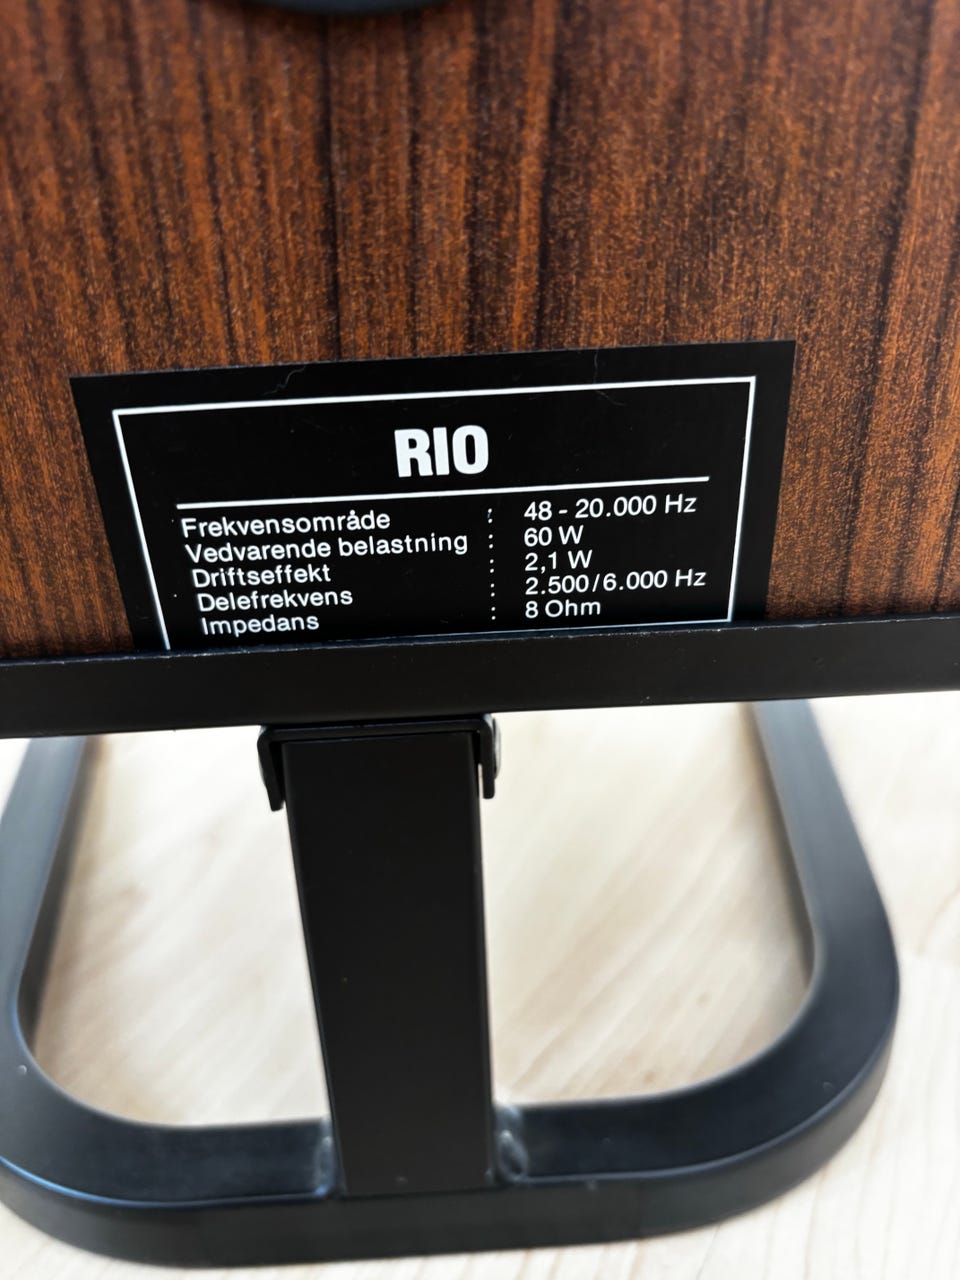 RIO
Frekvensområde : 48 - 20.000 Hz
Vedvarende belastning : 60 W
Driftseffekt : 2,1 W
Delefrekvens : 2.500/6.000 Hz
Impedans : 8 Ohm